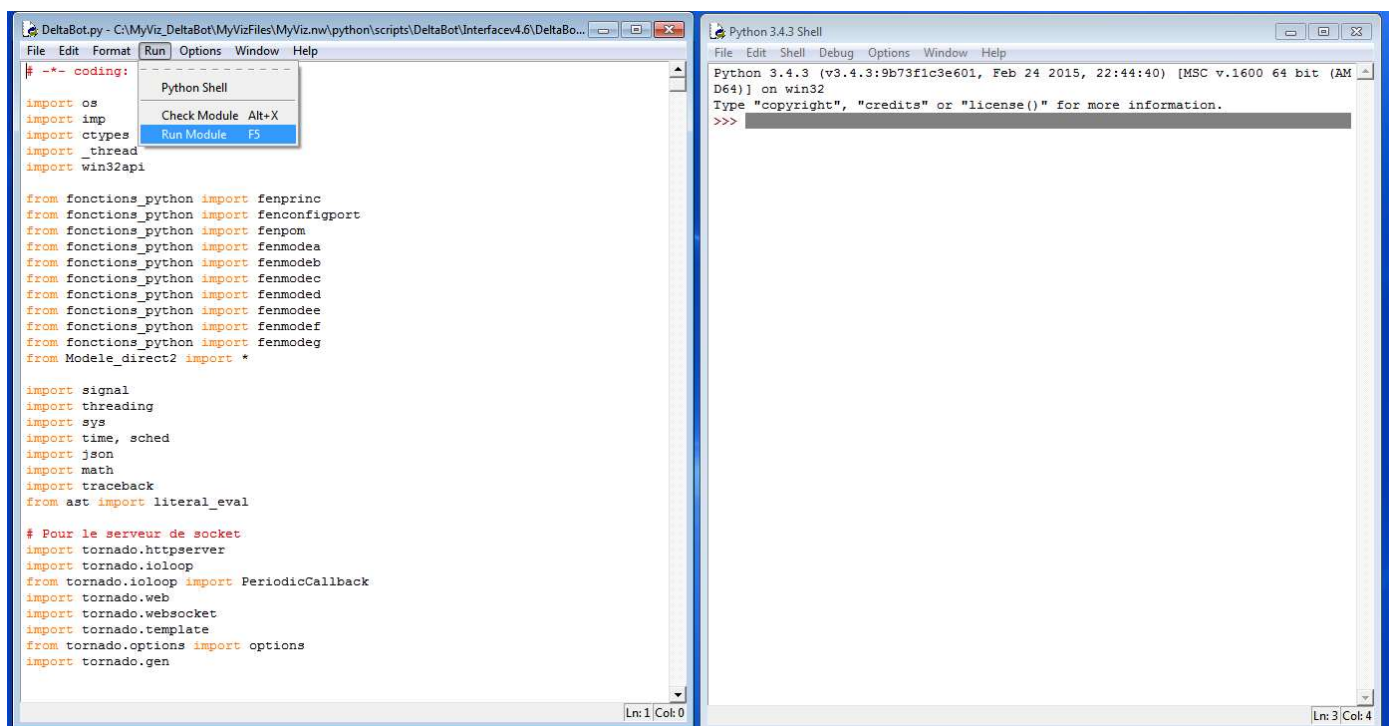 DeltaBot.py - C:\MyViz_DeltaBot\MyVizFiles\MyViz.nw\python\scripts\DeltaBot\Interfacev4.6\DeltaBo...
File Edit Format Run Options Window Help
# -*- coding:
Python Shell
Check Module Alt+X
Run Module F5
import os
import imp
import ctypes
import _thread
import win32api
from fonctions_python import fenprinc
from fonctions_python import fenconfigport
from fonctions_python import fenpom
from fonctions_python import fenmodea
from fonctions_python import fenmodeb
from fonctions_python import fenmodec
from fonctions_python import fenmoded
from fonctions_python import fenmodee
from fonctions_python import fenmodef
from fonctions_python import fenmodeg
from Modele_direct2 import *
import signal
import threading
import sys
import time, sched
import json
import math
import traceback
from ast import literal_eval
# Pour le serveur de socket
import tornado.httpserver
import tornado.ioloop
from tornado.ioloop import PeriodicCallback
import tornado.web
import tornado.websocket
import tornado.template
from tornado.options import options
import tornado.gen
Ln: 1 Col: 0
Python 3.4.3 Shell
File Edit Shell Debug Options Window Help
Python 3.4.3 (v3.4.3:9b73f1c3e601, Feb 24 2015, 22:44:40) [MSC v.1600 64 bit (AM
D64)] on win32
Type "copyright", "credits" or "license()" for more information.
>>>
Ln: 3 Col: 4